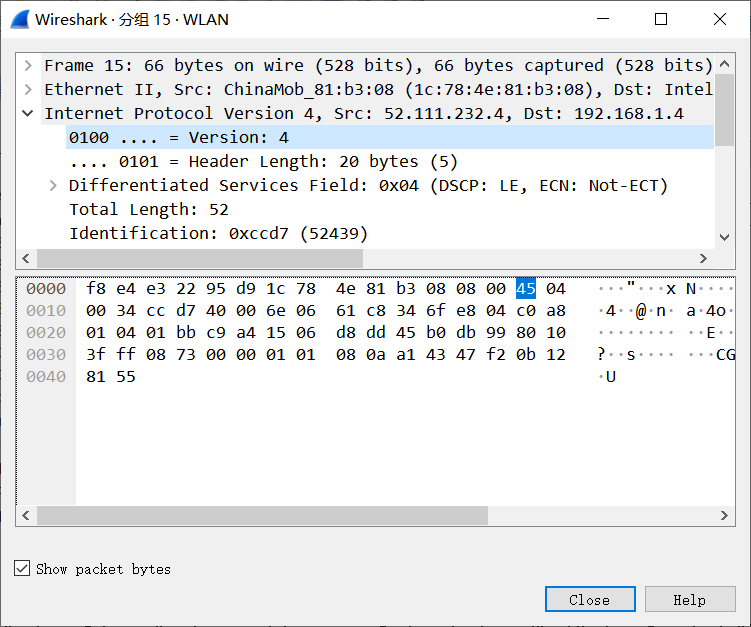 Wireshark · 分组 15 · WLAN
Frame 15: 66 bytes on wire (528 bits), 66 bytes captured (528 bits)
Ethernet II, Src: ChinaMob_81:b3:08 (1c:78:4e:81:b3:08), Dst: Intel
Internet Protocol Version 4, Src: 52.111.232.4, Dst: 192.168.1.4
0100 .... = Version: 4
.... 0101 = Header Length: 20 bytes (5)
Differentiated Services Field: 0x04 (DSCP: LE, ECN: Not-ECT)
Total Length: 52
Identification: 0xccd7 (52439)
0000 f8 e4 e3 22 95 d9 1c 78 4e 81 b3 08 08 00 45 04 ···"···x N·····
0010 00 34 cc d7 40 00 6e 06 61 c8 34 6f e8 04 c0 a8 ·4··@·n· a·4o····
0020 01 04 01 bb c9 a4 15 06 d8 dd 45 b0 db 99 80 10 ········ ··E·····
0030 3f ff 08 73 00 00 01 01 08 0a a1 43 47 f2 0b 12 ?··s···· ···CG
0040 81 55 ·U
Show packet bytes
Close Help